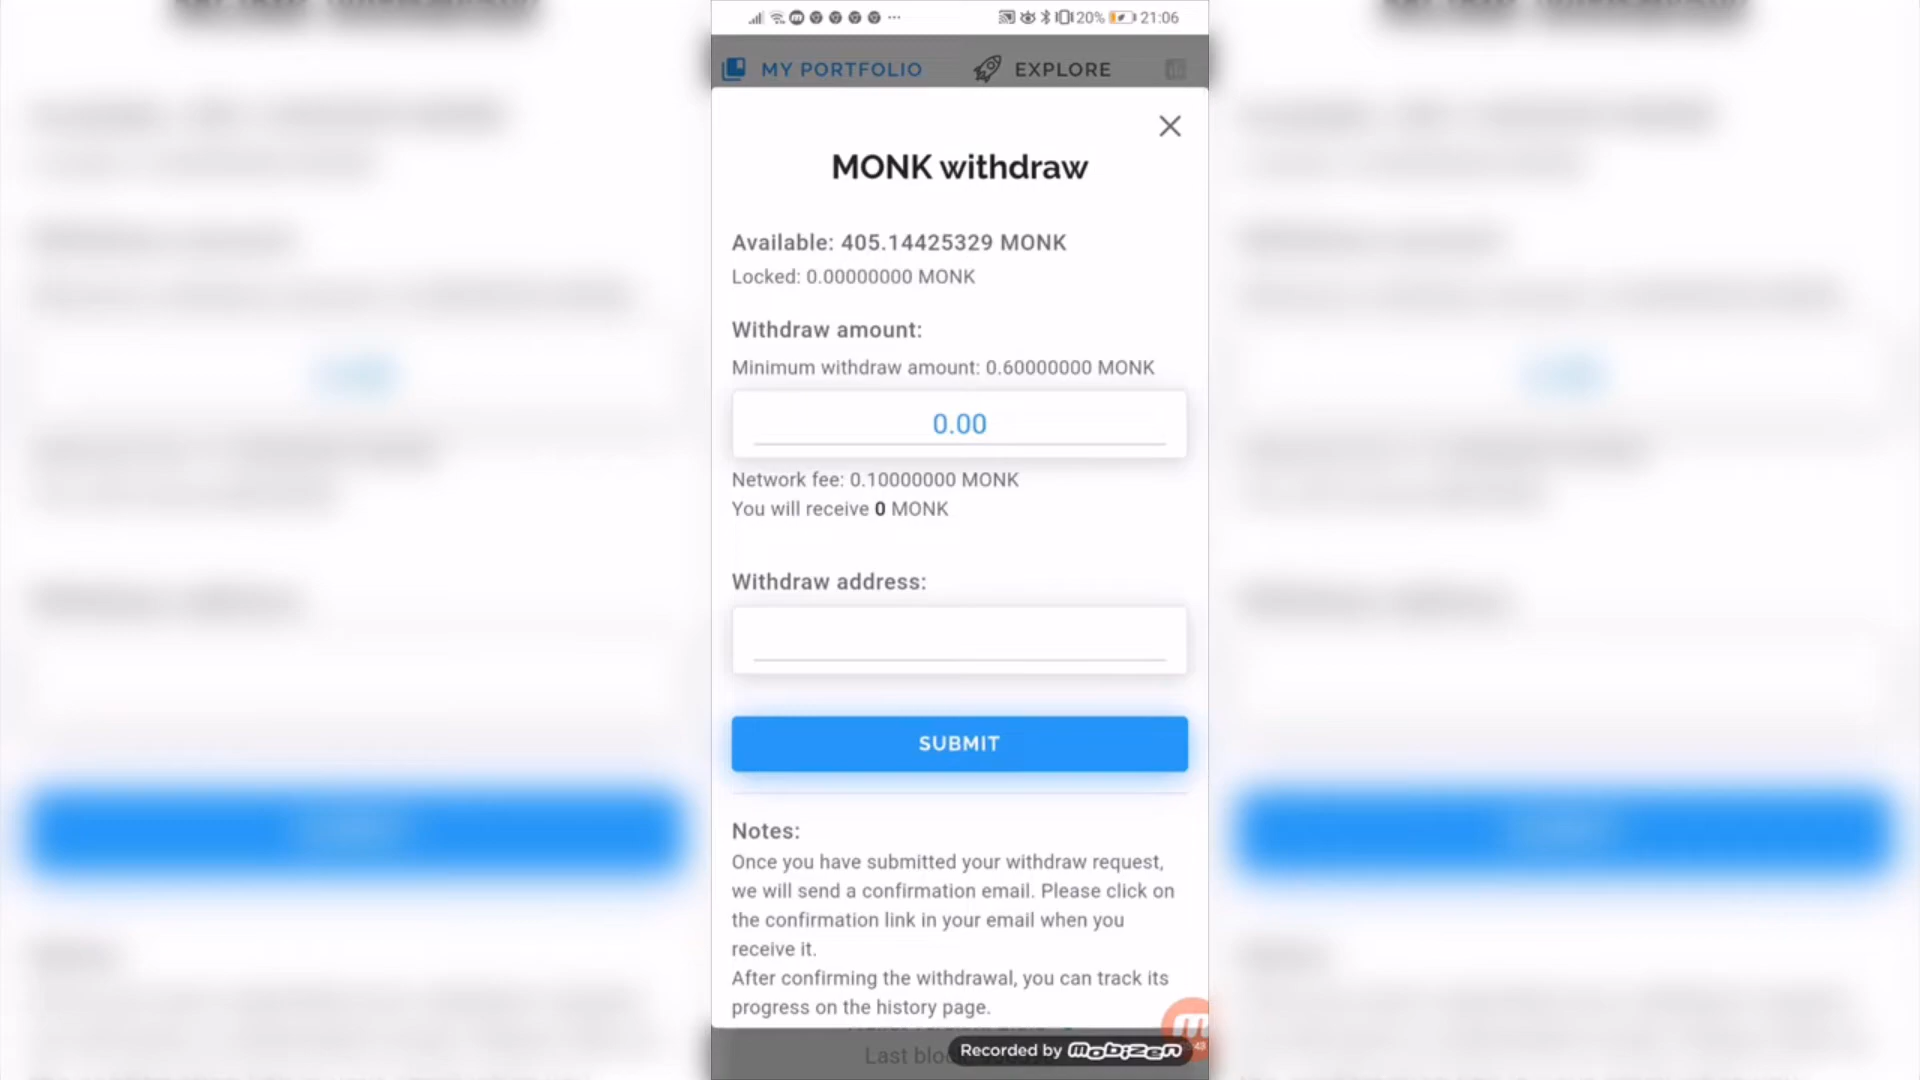 20% 21:06
MY PORTFOLIO EXPLORE
MONK withdraw
Available: 405.14425329 MONK
Locked: 0.00000000 MONK
Withdraw amount:
Minimum withdraw amount: 0.60000000 MONK
0.00
Network fee: 0.10000000 MONK
You will receive 0 MONK
Withdraw address:
SUBMIT
Notes:
Once you have submitted your withdraw request,
we will send a confirmation email. Please click on
the confirmation link in your email when you
receive it.
After confirming the withdrawal, you can track its
progress on the history page.
Last
Recorded by mobizen